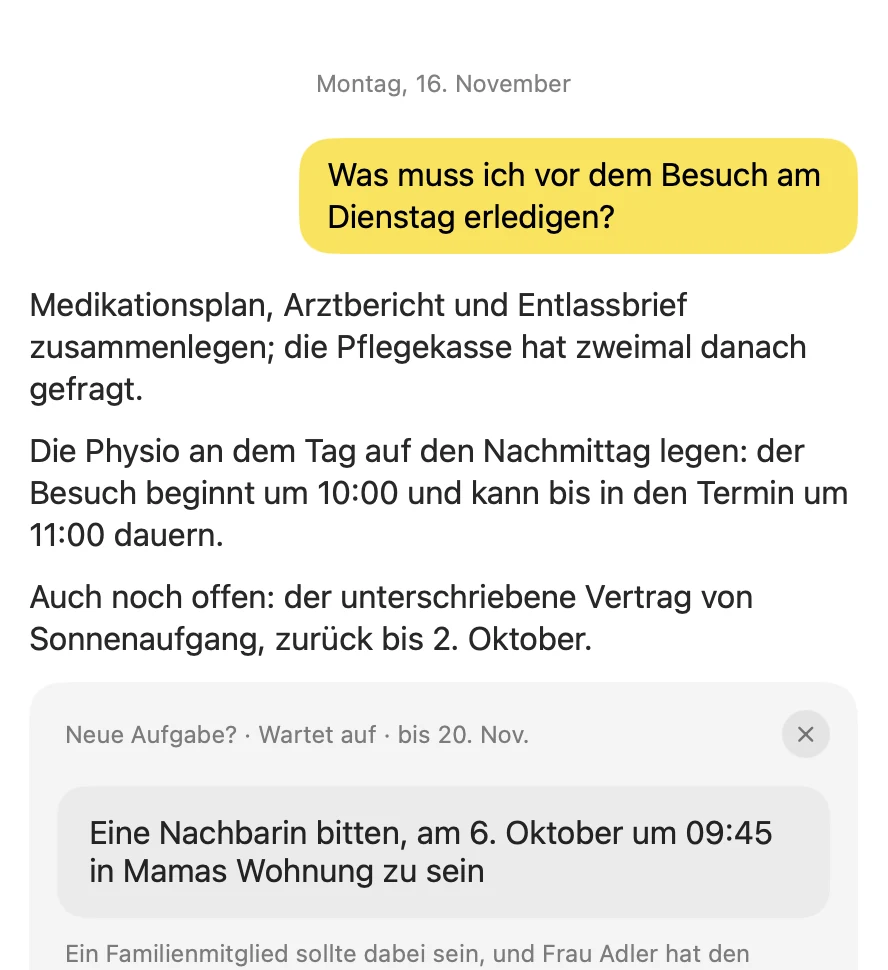 Montag, 16. November
Was muss ich vor dem Besuch am
Dienstag erledigen?
Medikationsplan, Arztbericht und Entlassbrief
zusammenlegen; die Pflegekasse hat zweimal danach
gefragt.
Die Physio an dem Tag auf den Nachmittag legen: der
Besuch beginnt um 10:00 und kann bis in den Termin um
11:00 dauern.
Auch noch offen: der unterschriebene Vertrag von
Sonnenaufgang, zurück bis 2. Oktober.
Neue Aufgabe? · Wartet auf · bis 20. Nov.
Eine Nachbarin bitten, am 6. Oktober um 09:45
in Mamas Wohnung zu sein
Ein Familienmitglied sollte dabei sein, und Frau Adler hat den